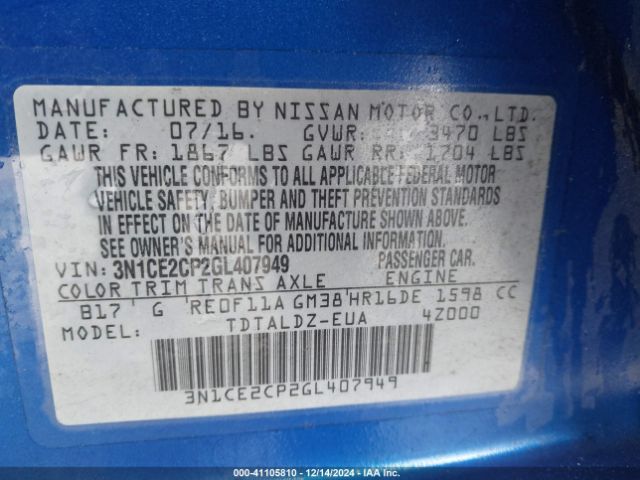 MANUFACTURED BY NISSAN MOTOR CO., LTD.
DATE: 07/16. GVWR: 3470 LBS
GAWR FR: 1867 LBS GAWR RR: 1704 LBS
THIS VEHICLE CONFORMS TO ALL APPLICABLE FEDERAL MOTOR
VEHICLE SAFETY, BUMPER AND THEFT PREVENTION STANDARDS
IN EFFECT ON THE DATE OF MANUFACTURE SHOWN ABOVE.
SEE OWNER'S MANUAL FOR ADDITIONAL INFORMATION.
VIN: 3N1CE2CP2GL407949 PASSENGER CAR.
COLOR TRIM TRANS AXLE ENGINE
B17 G RE0F11A GM38 HR16DE 1598 CC
MODEL: TDTALDZ-EUA 4Z000
3N1CE2CP2GL407949
000-41105810 - 12/14/2024 - IAAI.com